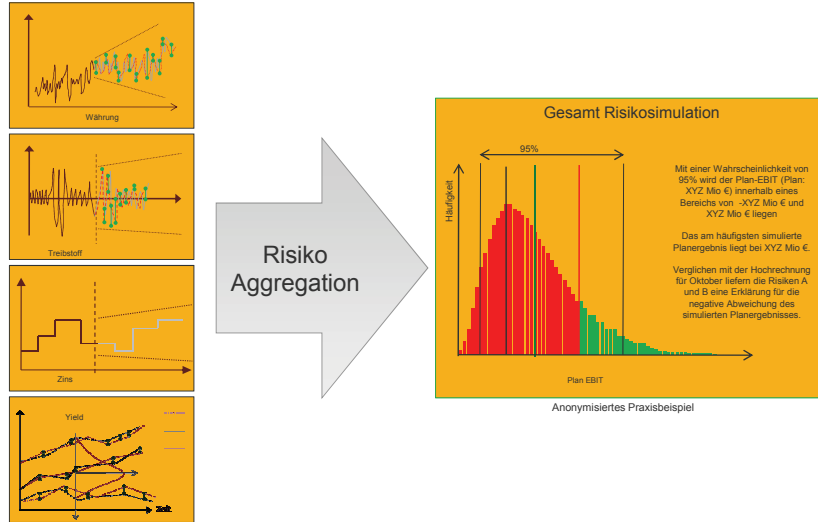 Währung
Treibstoff
Zins
Yield
Zeit
Risiko
Aggregation
Gesamt Risikosimulation
95%
Häufigkeit
Mit einer Wahrscheinlichkeit von
95% wird der Plan-EBIT (Plan:
XYZ Mio €) innerhalb eines
Bereichs von -XYZ Mio € und
XYZ Mio € liegen
Das am häufigsten simulierte
Planergebnis liegt bei XYZ Mio €.
Verglichen mit der Hochrechnung
für Oktober liefern die Risiken A
und B eine Erklärung für die
negative Abweichung des
simulierten Planergebnisses.
Plan EBIT
Anonymisiertes Praxisbeispiel